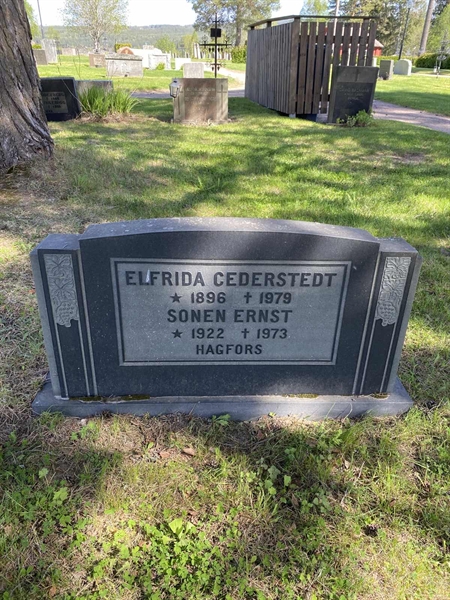 ELFRIDA CEDERSTEDT
★ 1896 ✝ 1979
SONEN ERNST
★ 1922 ✝ 1973
HAGFORS